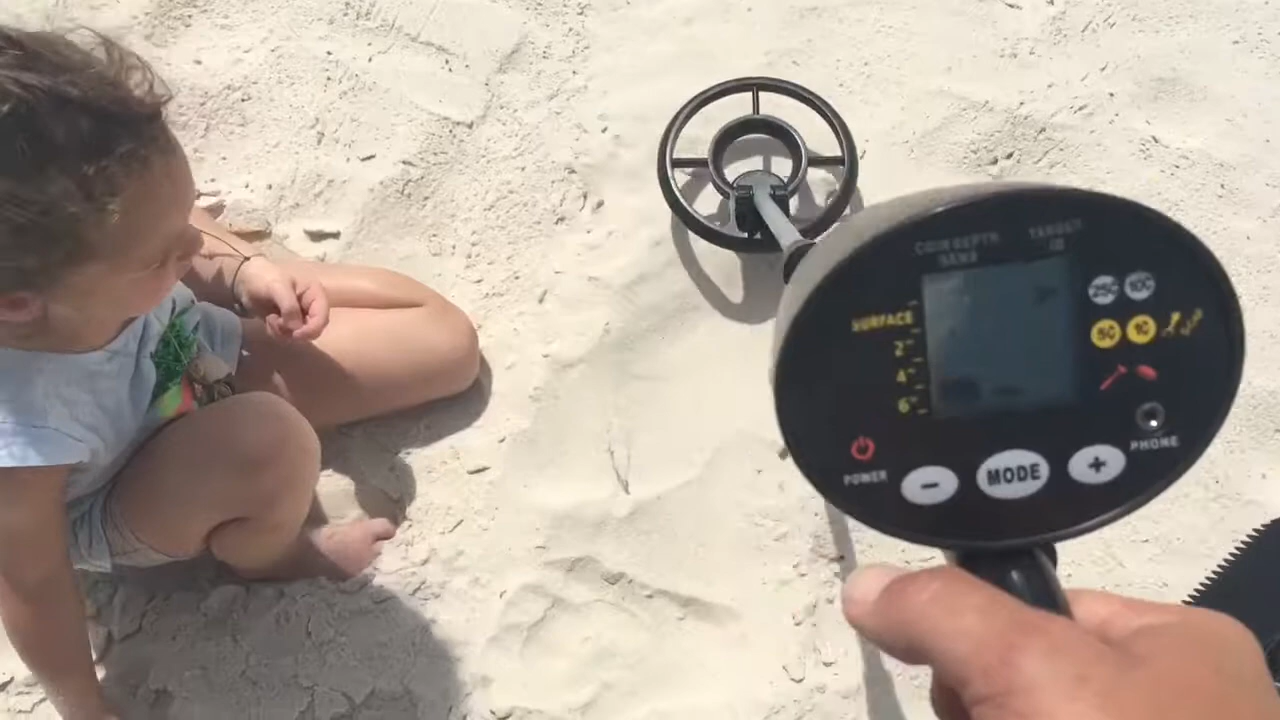 COIN DEPTH TARGET
SENS ID
25¢ 10¢
SURFACE
5¢ 1¢
2"
4"
6"
POWER
PHONE
-
MODE
+